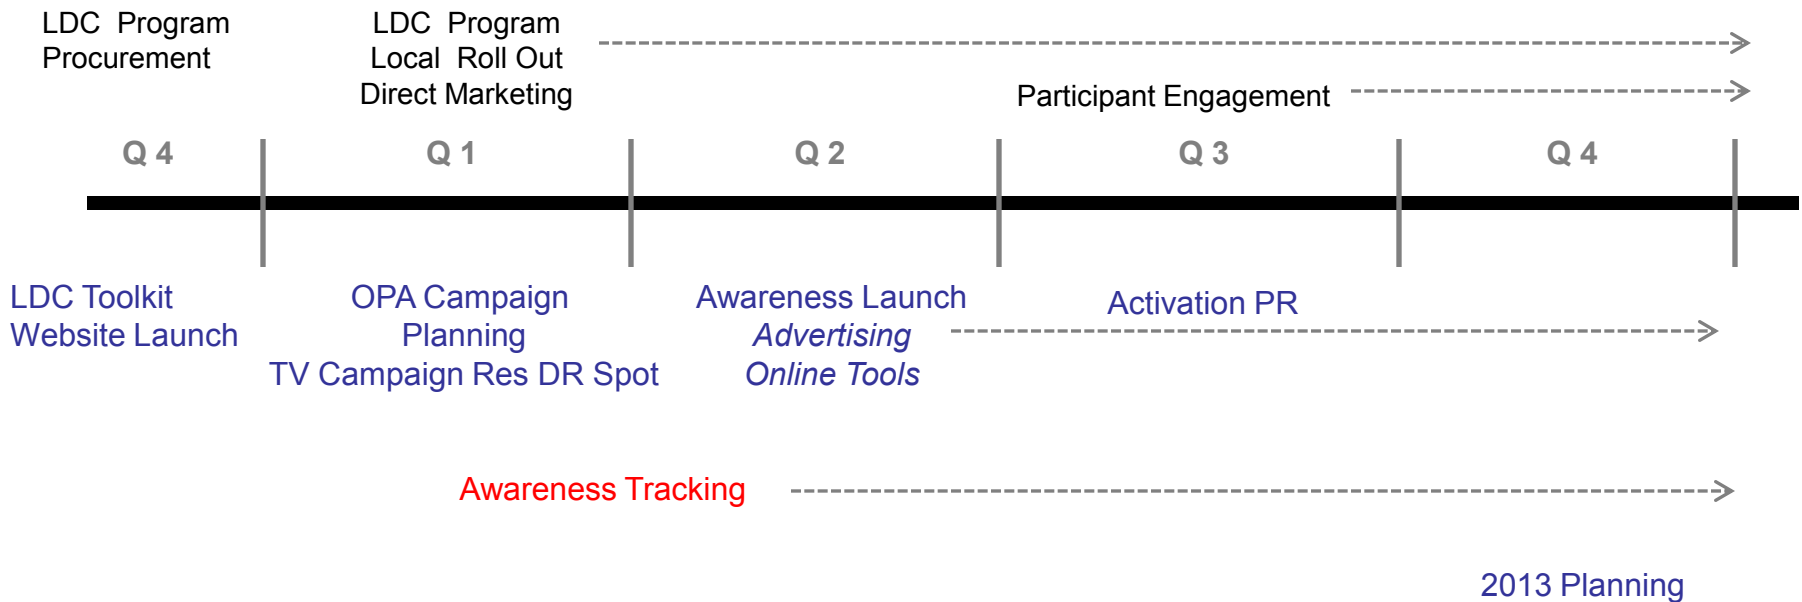 LDC Program
Procurement
LDC Program
Local Roll Out
Direct Marketing
Participant Engagement
Q 4
Q 1
Q 2
Q 3
Q 4
LDC Toolkit
Website Launch
OPA Campaign
Planning
TV Campaign Res DR Spot
Awareness Launch
Advertising
Online Tools
Activation PR
Awareness Tracking
2013 Planning